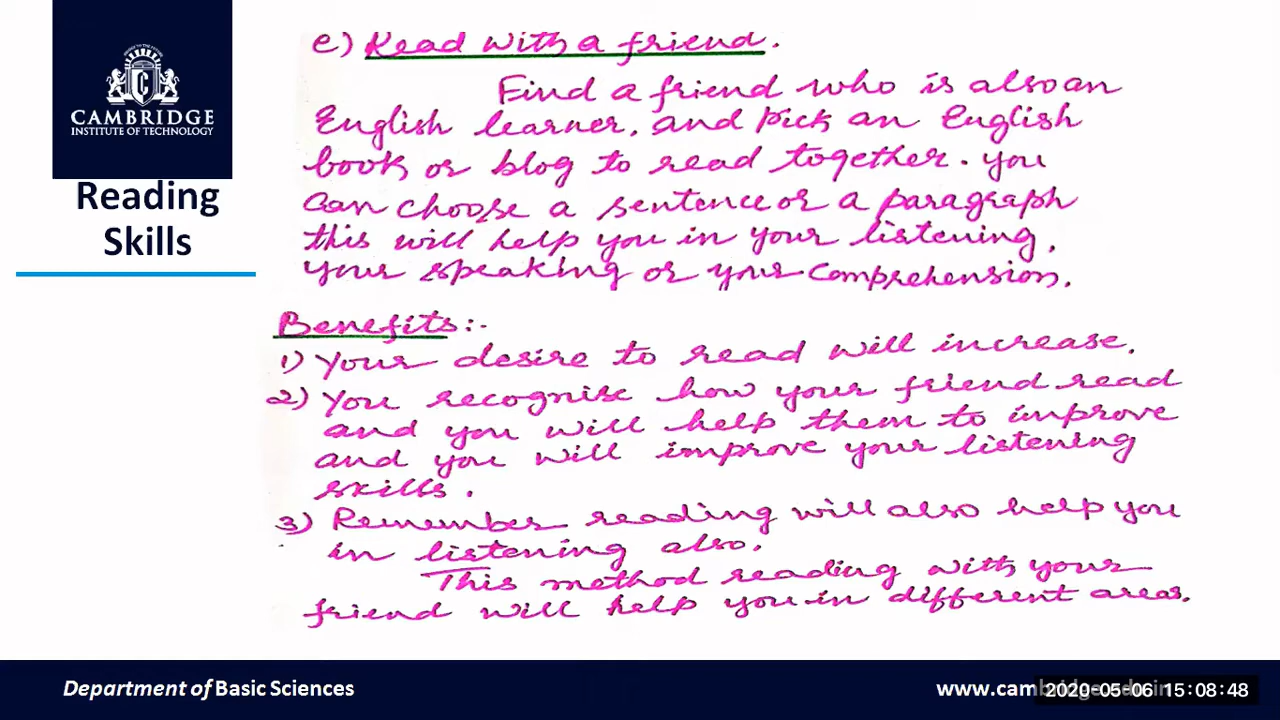 CAMBRIDGE
INSTITUTE OF TECHNOLOGY
Reading
Skills
e) Read with a friend.
Find a friend who is also an
English learner, and pick an English
book or blog to read together. You
can choose a sentence or a paragraph
this will help you in your listening,
your speaking or your comprehension.
Benefits:-
1) Your desire to read will increase.
2) You recognise how your friend read
and you will help them to improve
and you will improve your listening
skills.
3) Remember reading will also help you
in listening also.
This method reading with your
friend will help you in different areas.
Department of Basic Sciences
www.cambridge.edu.in
2020-05-06 15:08:48